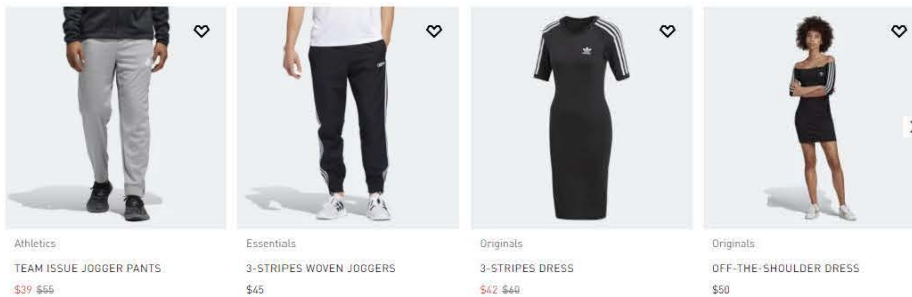 Athletics
TEAM ISSUE JOGGER PANTS
$39 $55
Essentials
3-STRIPES WOVEN JOGGERS
$45
Originals
3-STRIPES DRESS
$42 $60
Originals
OFF-THE-SHOULDER DRESS
$50